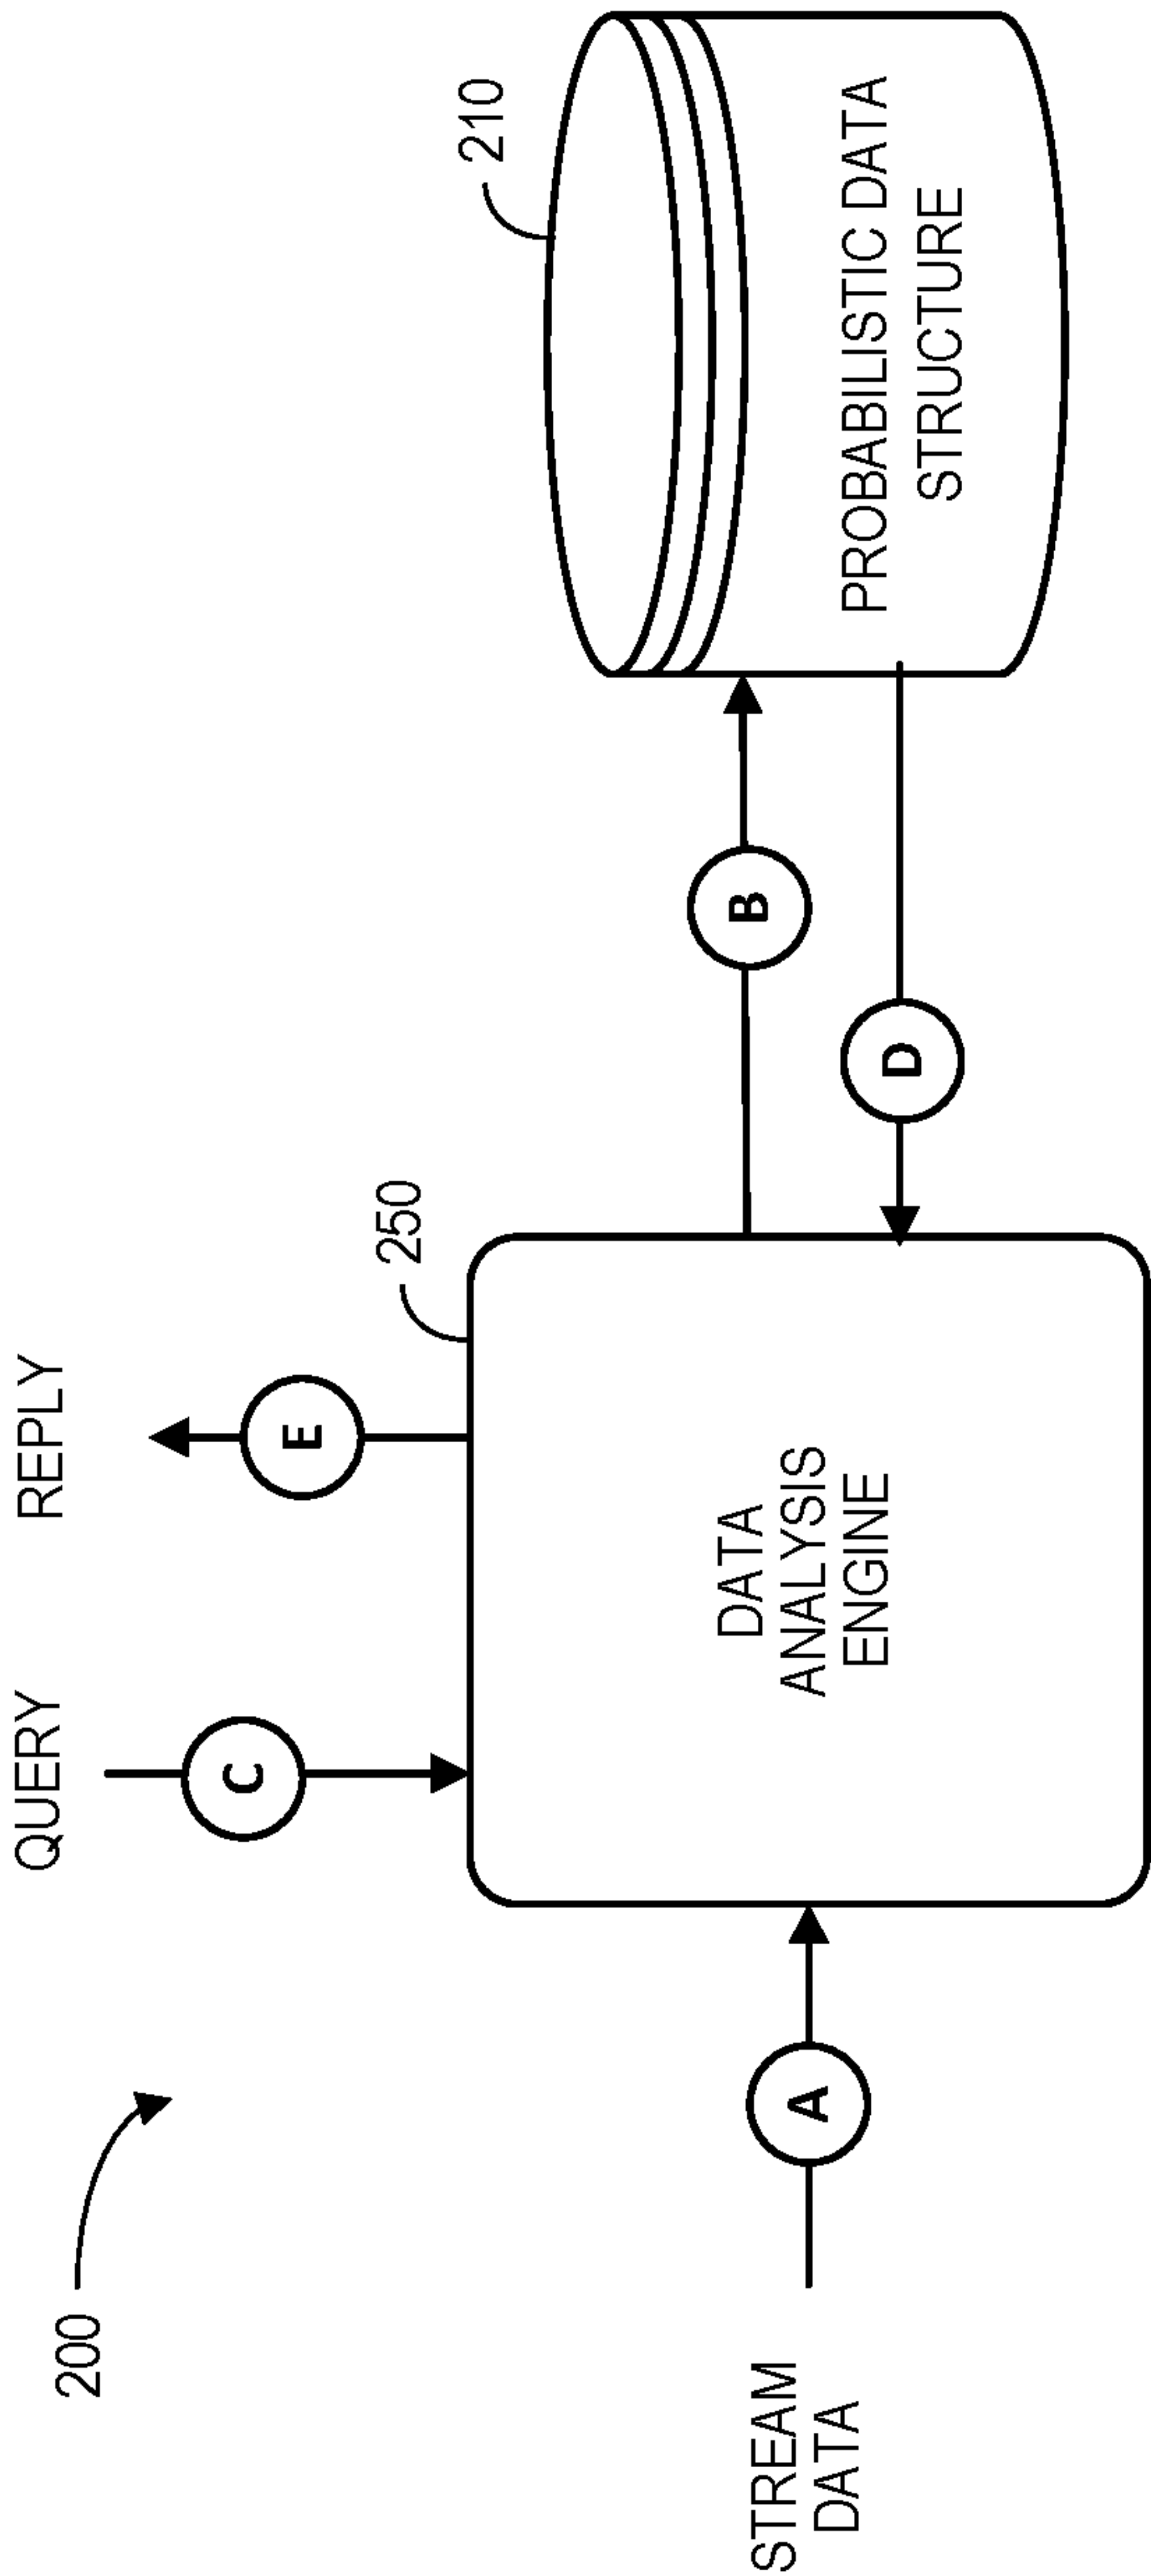 200
QUERY
REPLY
C
E
250
210
STREAM
DATA
A
DATA
ANALYSIS
ENGINE
B
D
PROBABILISTIC DATA
STRUCTURE